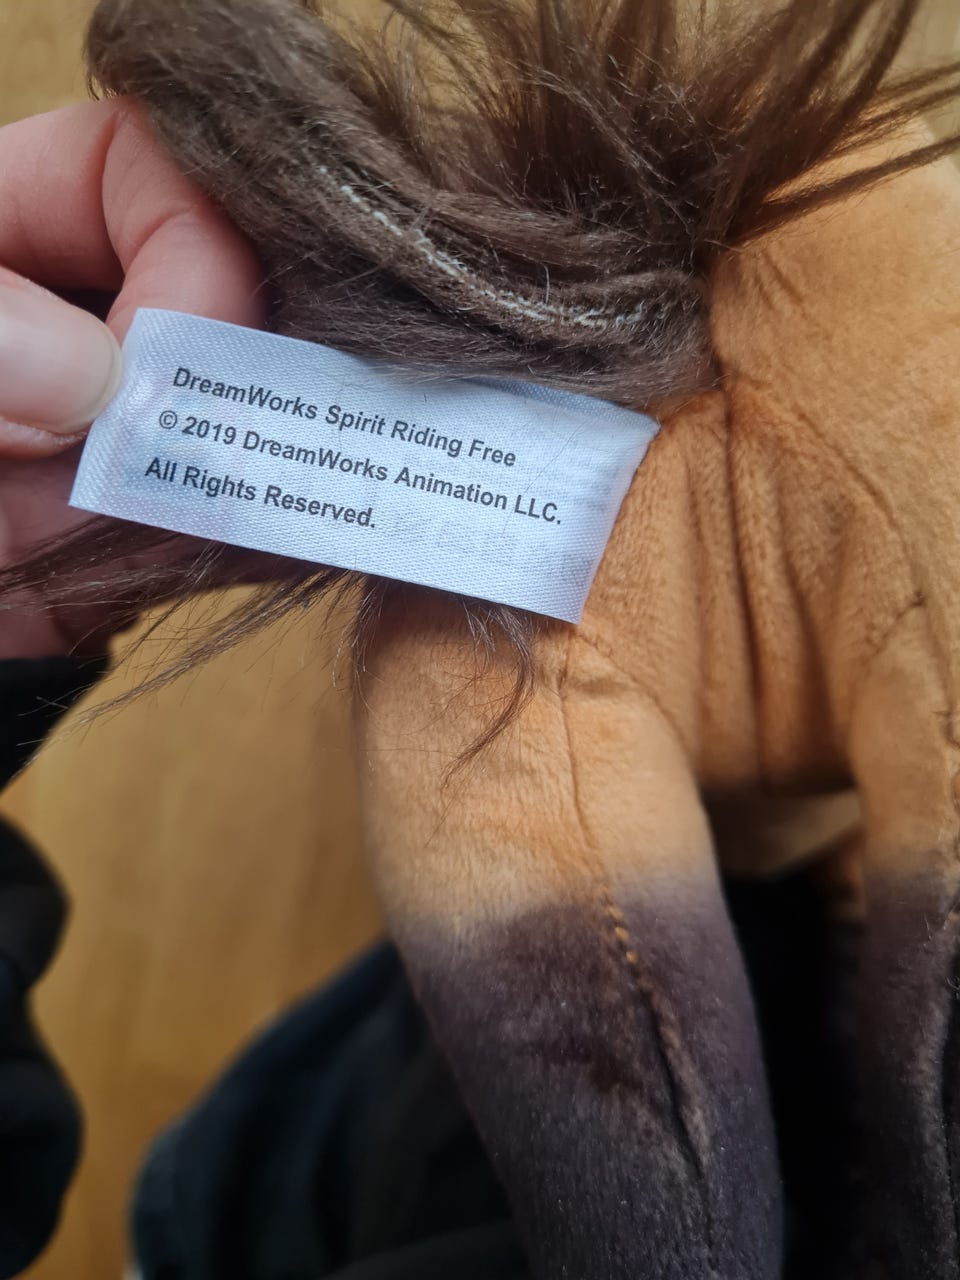 DreamWorks Spirit Riding Free
© 2019 DreamWorks Animation LLC.
All Rights Reserved.